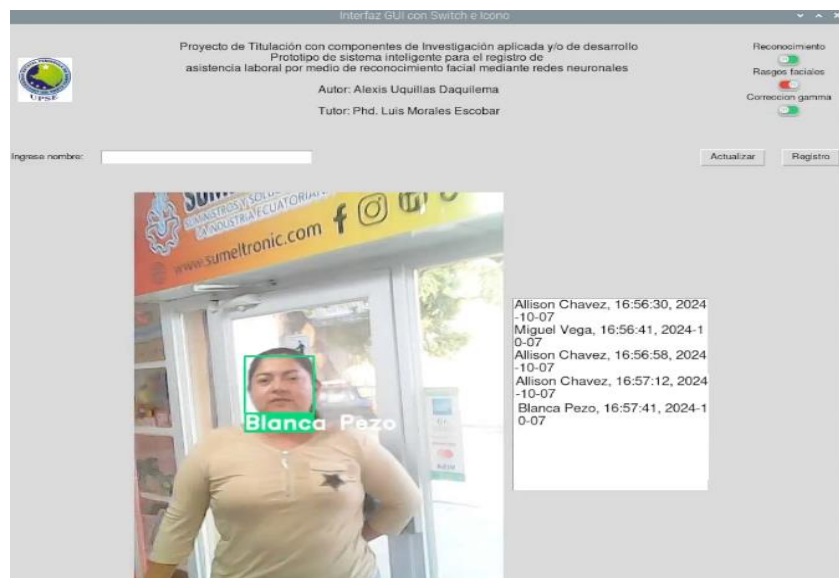 Interfaz GUI con Switch e Icono
Proyecto de Titulación con componentes de Investigación aplicada y/o de desarrollo
Prototipo de sistema inteligente para el registro de
asistencia laboral por medio de reconocimiento facial mediante redes neuronales
Autor: Alexis Uquillas Daquilema
Tutor: Phd. Luis Morales Escobar
UPSE
Reconocimiento
Rasgos faciales
Correccion gamma
Ingrese nombre:
Actualizar
Registro
SUMINISTROS Y
LA INDUSTRIA ECUATORIA
www.sumeltronic.com
Blanca Pezo
Allison Chavez, 16:56:30, 2024
-10-07
Miguel Vega, 16:56:41, 2024-1
0-07
Allison Chavez, 16:56:58, 2024
-10-07
Allison Chavez, 16:57:12, 2024
-10-07
Blanca Pezo, 16:57:41, 2024-1
0-07